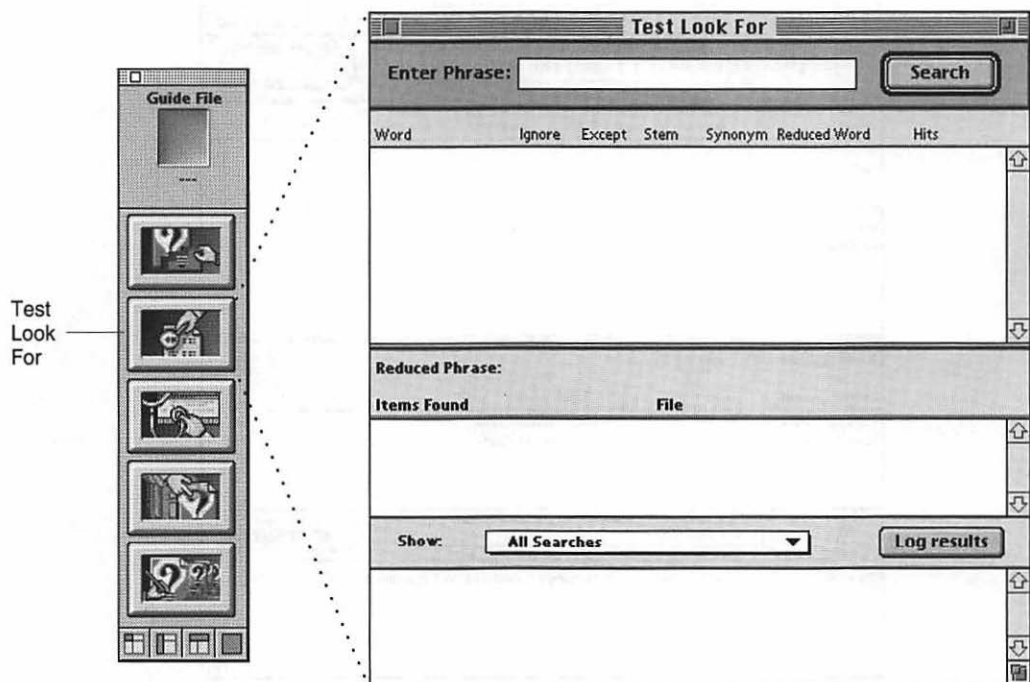 Test Look For
Enter Phrase:
Search
Guide File
---
Word Ignore Except Stem Synonym Reduced Word Hits
Test
Look
For
Reduced Phrase:
Items Found File
Show: All Searches Log results